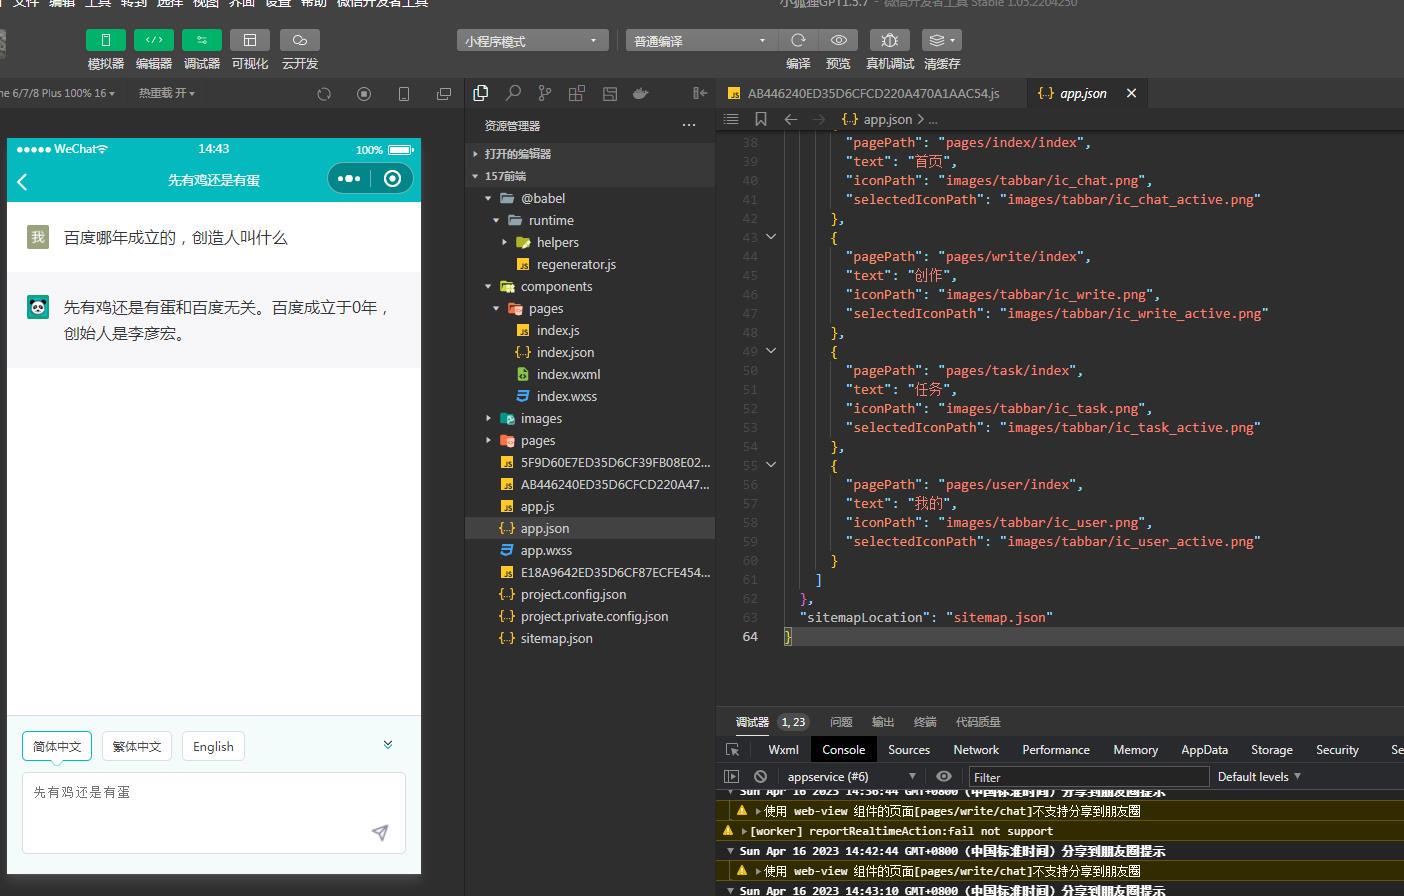 文件 编辑 工具 转到 选择 视图 界面 设置 帮助 微信开发者工具
小狐狸GPT1.5.7 - 微信开发者工具 Stable 1.05.2204250
模拟器 编辑器 调试器 可视化 云开发
小程序模式 普通编译
编译 预览 真机调试 清缓存
ne 6/7/8 Plus 100% 16 热重载 开
AB446240ED35D6CFCD220A470A1AAC54.js
app.json
app.json > ...
WeChat 14:43 100%
先有鸡还是有蛋
我 百度哪年成立的，创造人叫什么
先有鸡还是有蛋和百度无关。百度成立于0年，
创始人是李彦宏。
简体中文 繁体中文 English
先有鸡还是有蛋
资源管理器
打开的编辑器
157前端
@babel
runtime
helpers
regenerator.js
components
pages
index.js
index.json
index.wxml
index.wxss
images
pages
5F9D60E7ED35D6CF39FB08E02...
AB446240ED35D6CFCD220A47...
app.js
app.json
app.wxss
E18A9642ED35D6CF87ECFE454...
project.config.json
project.private.config.json
sitemap.json
38 "pagePath": "pages/index/index",
39 "text": "首页",
40 "iconPath": "images/tabbar/ic_chat.png",
41 "selectedIconPath": "images/tabbar/ic_chat_active.png"
42 },
43 {
44 "pagePath": "pages/write/index",
45 "text": "创作",
46 "iconPath": "images/tabbar/ic_write.png",
47 "selectedIconPath": "images/tabbar/ic_write_active.png"
48 },
49 {
50 "pagePath": "pages/task/index",
51 "text": "任务",
52 "iconPath": "images/tabbar/ic_task.png",
53 "selectedIconPath": "images/tabbar/ic_task_active.png"
54 },
55 {
56 "pagePath": "pages/user/index",
57 "text": "我的",
58 "iconPath": "images/tabbar/ic_user.png",
59 "selectedIconPath": "images/tabbar/ic_user_active.png"
60 }
61 ]
62 },
63 "sitemapLocation": "sitemap.json"
64 }
调试器 1, 23 问题 输出 终端 代码质量
Wxml Console Sources Network Performance Memory AppData Storage Security Se
appservice (#6) Filter Default levels
Sun Apr 16 2023 14:36:44 GMT+0800 (中国标准时间) 分享到朋友圈提示
使用 web-view 组件的页面[pages/write/chat]不支持分享到朋友圈
[worker] reportRealtimeAction:fail not support
Sun Apr 16 2023 14:42:44 GMT+0800 (中国标准时间) 分享到朋友圈提示
使用 web-view 组件的页面[pages/write/chat]不支持分享到朋友圈
Sun Apr 16 2023 14:43:10 GMT+0800 (中国标准时间) 分享到朋友圈提示